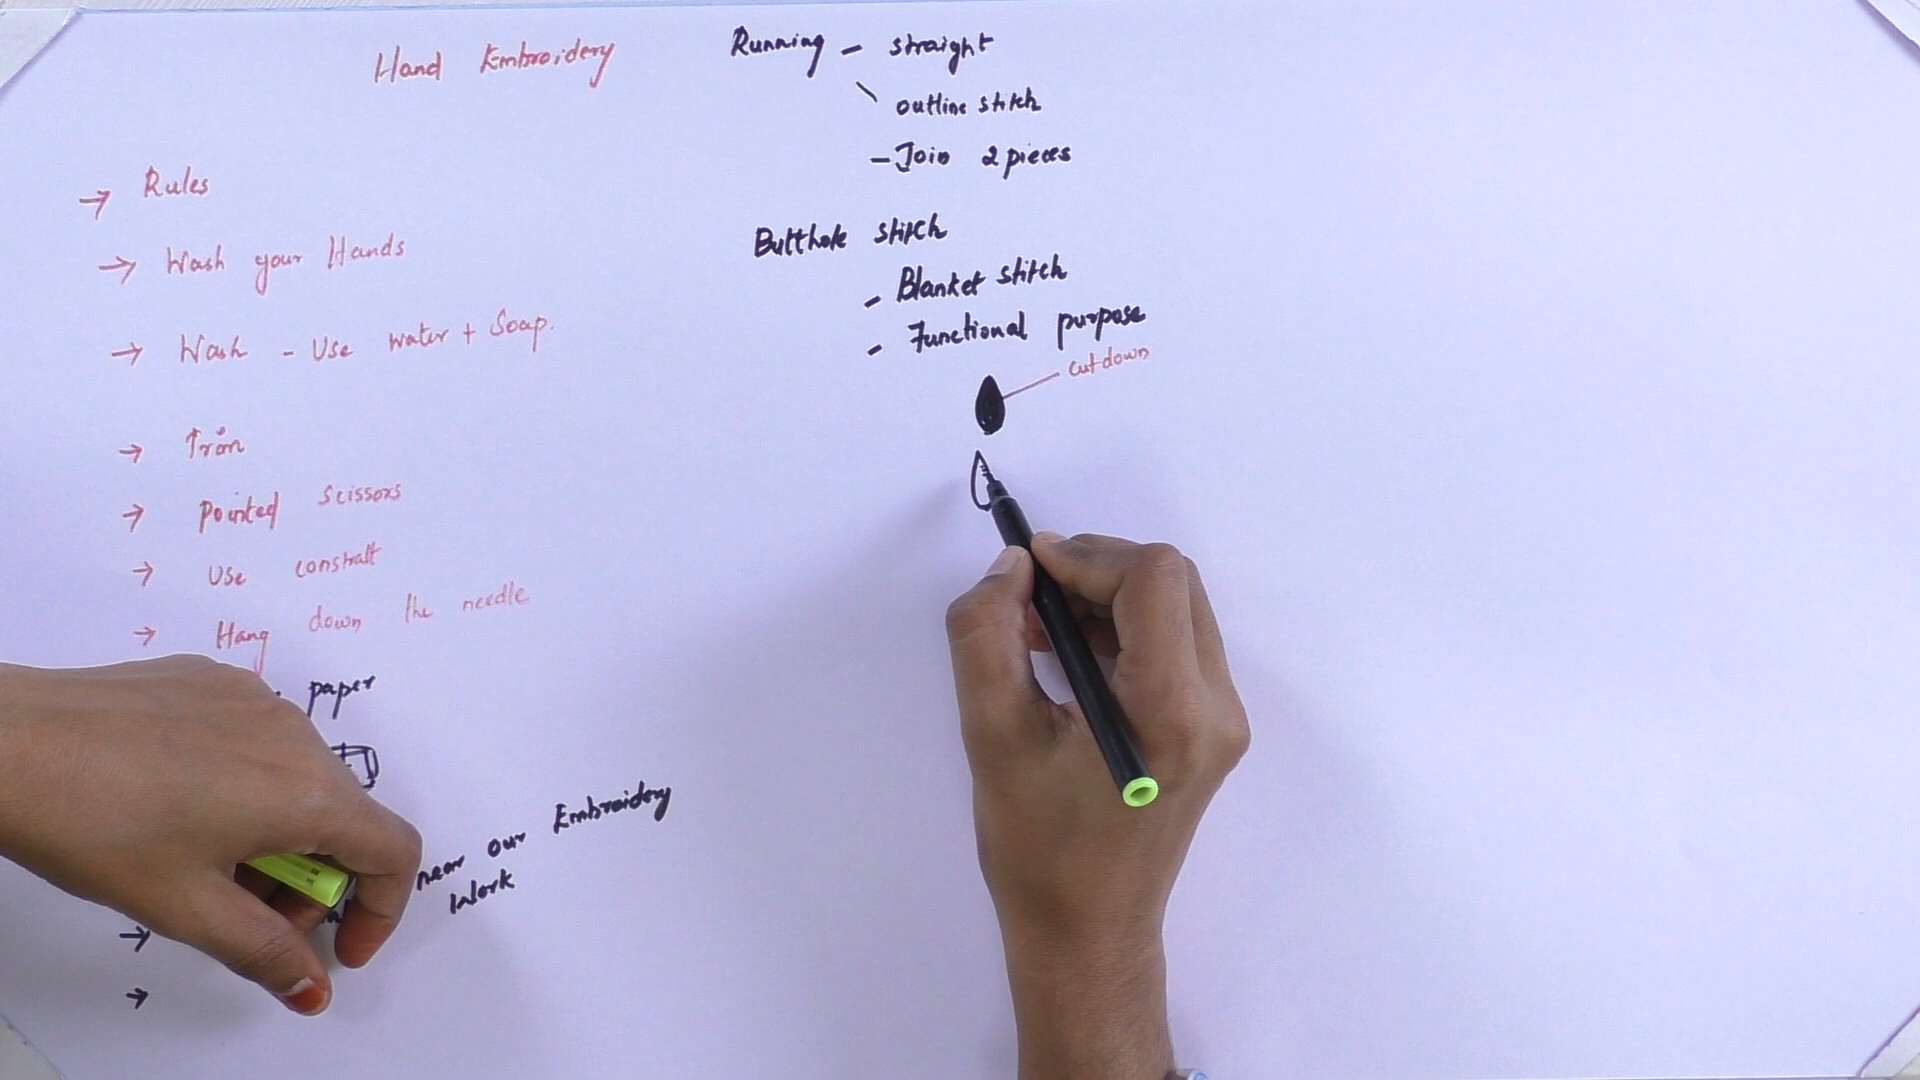 Hand Embroidery
→ Rules
→ Wash your Hands
→ Wash - Use water + Soap.
→ Iron
→ Pointed scissors
→ Use constratt
→ Hang down the needle
paper
near our Embroidery
Work
→
→
Running - straight
outline stitch
- Join 2 pieces
Butthole stitch
- Blanket stitch
- Functional purpose
cut down